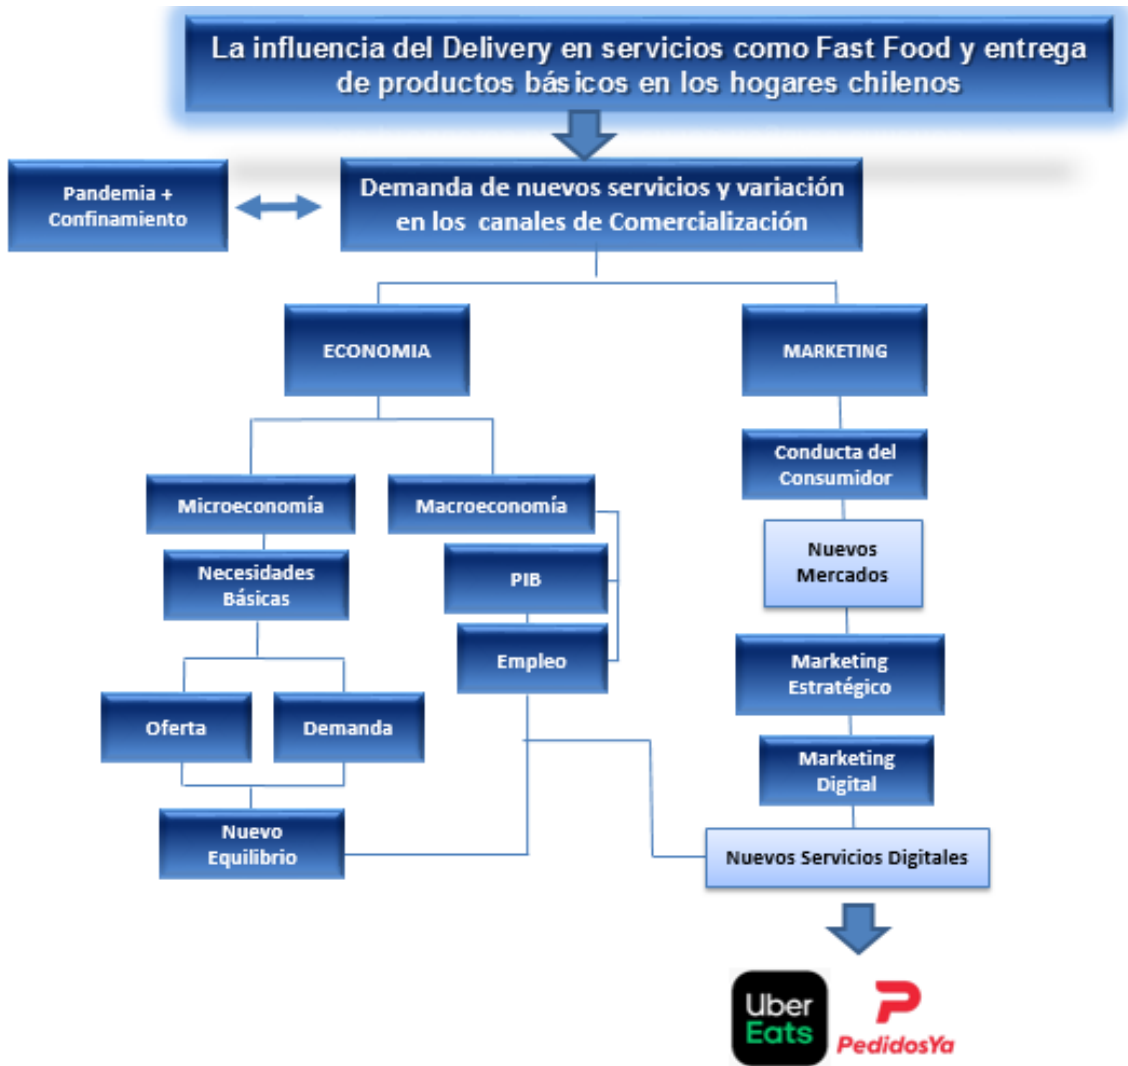 La influencia del Delivery en servicios como Fast Food y entrega
de productos básicos en los hogares chilenos
Pandemia +
Confinamiento
Demanda de nuevos servicios y variación
en los canales de Comercialización
ECONOMIA
MARKETING
Conducta del
Consumidor
Microeconomía
Macroeconomía
Nuevos
Mercados
Necesidades
Básicas
PIB
Empleo
Marketing
Estratégico
Oferta
Demanda
Marketing
Digital
Nuevo
Equilibrio
Nuevos Servicios Digitales
Uber
Eats
PedidosYa